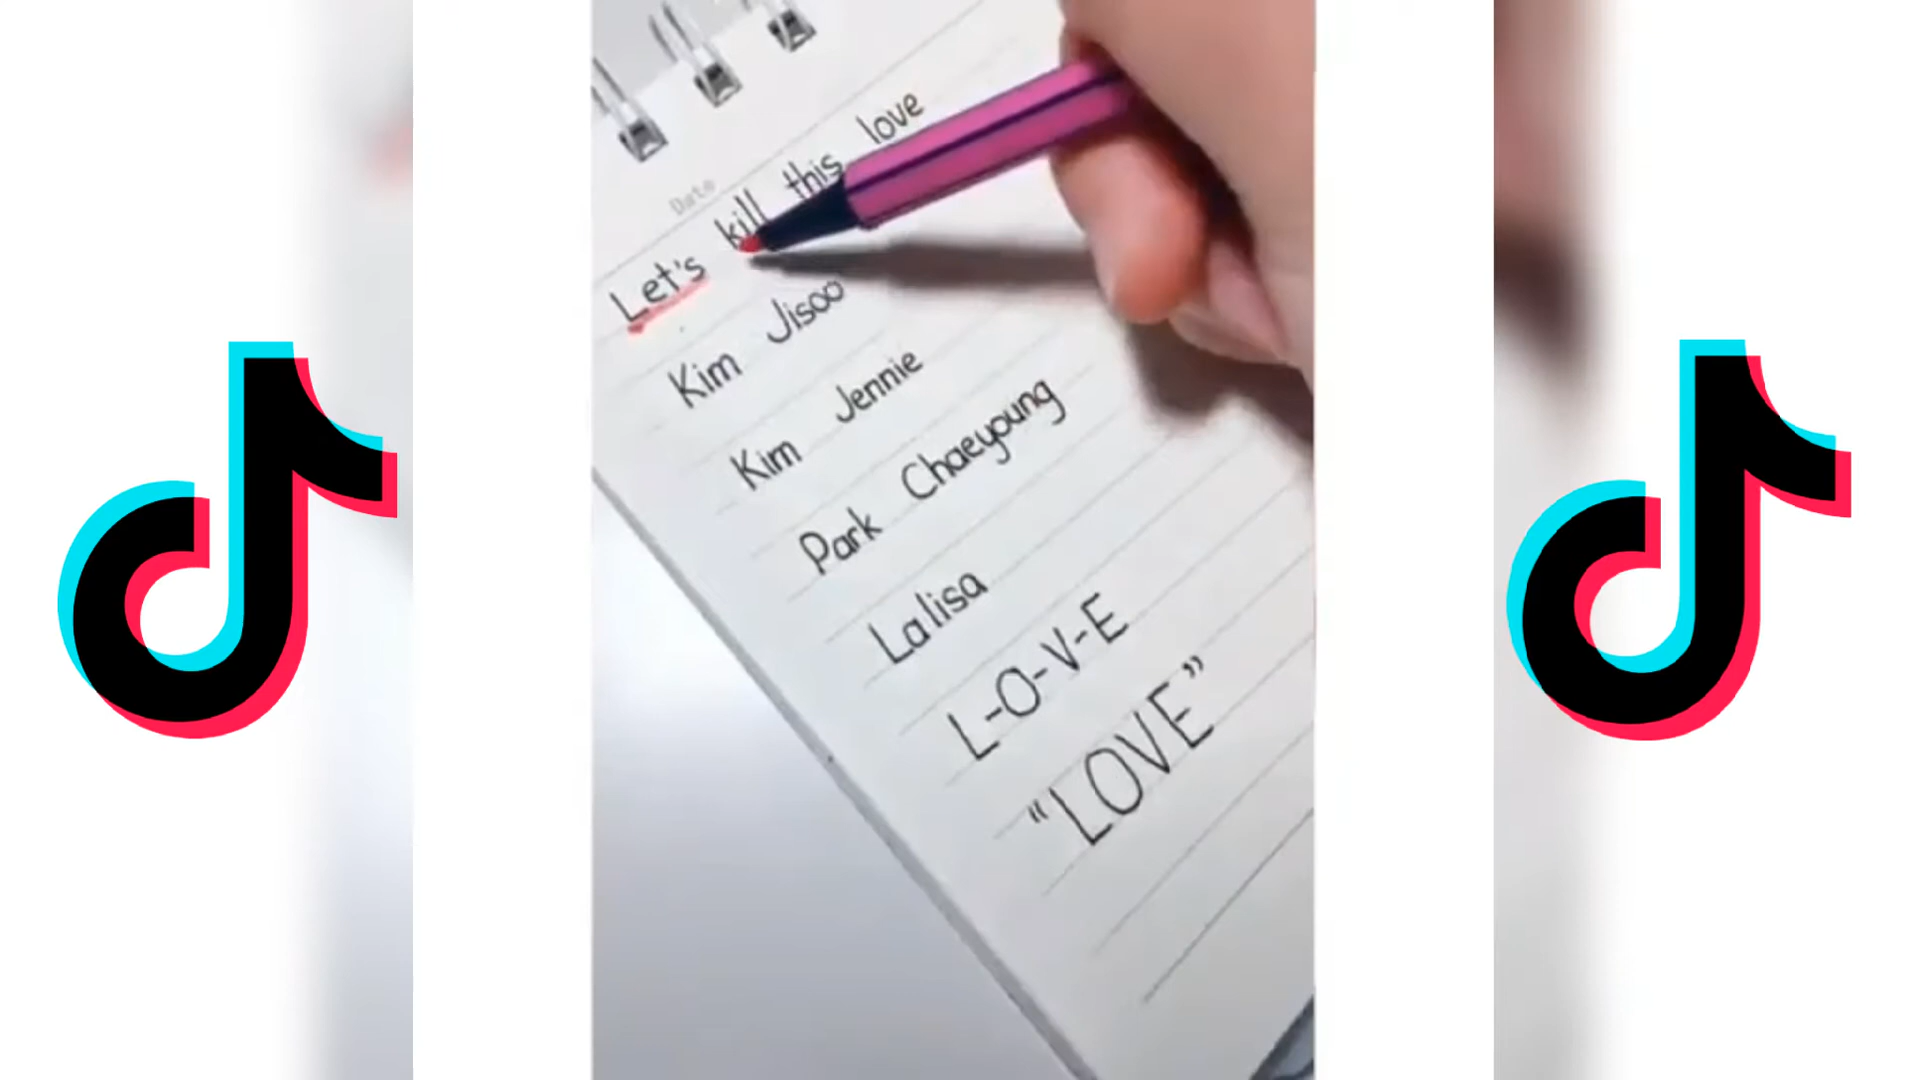 Date
Let's kill this love
Kim Jisoo
Kim Jennie
Park Chaeyoung
Lalisa
L-O-V-E
“LOVE”